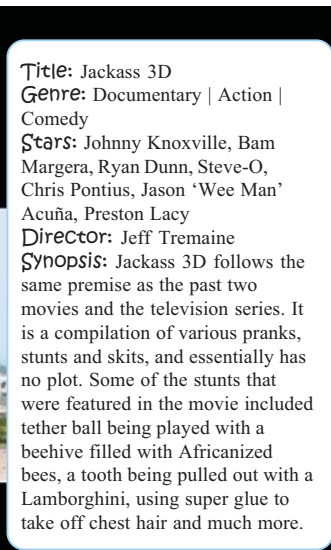 Title: Jackass 3D
Genre: Documentary | Action |
Comedy
Stars: Johnny Knoxville, Bam
Margera, Ryan Dunn, Steve-O,
Chris Pontius, Jason ‘Wee Man’
Acuña, Preston Lacy
Director: Jeff Tremaine
Synopsis: Jackass 3D follows the
same premise as the past two
movies and the television series. It
is a compilation of various pranks,
stunts and skits, and essentially has
no plot. Some of the stunts that
were featured in the movie included
tether ball being played with a
beehive filled with Africanized
bees, a tooth being pulled out with a
Lamborghini, using super glue to
take off chest hair and much more.